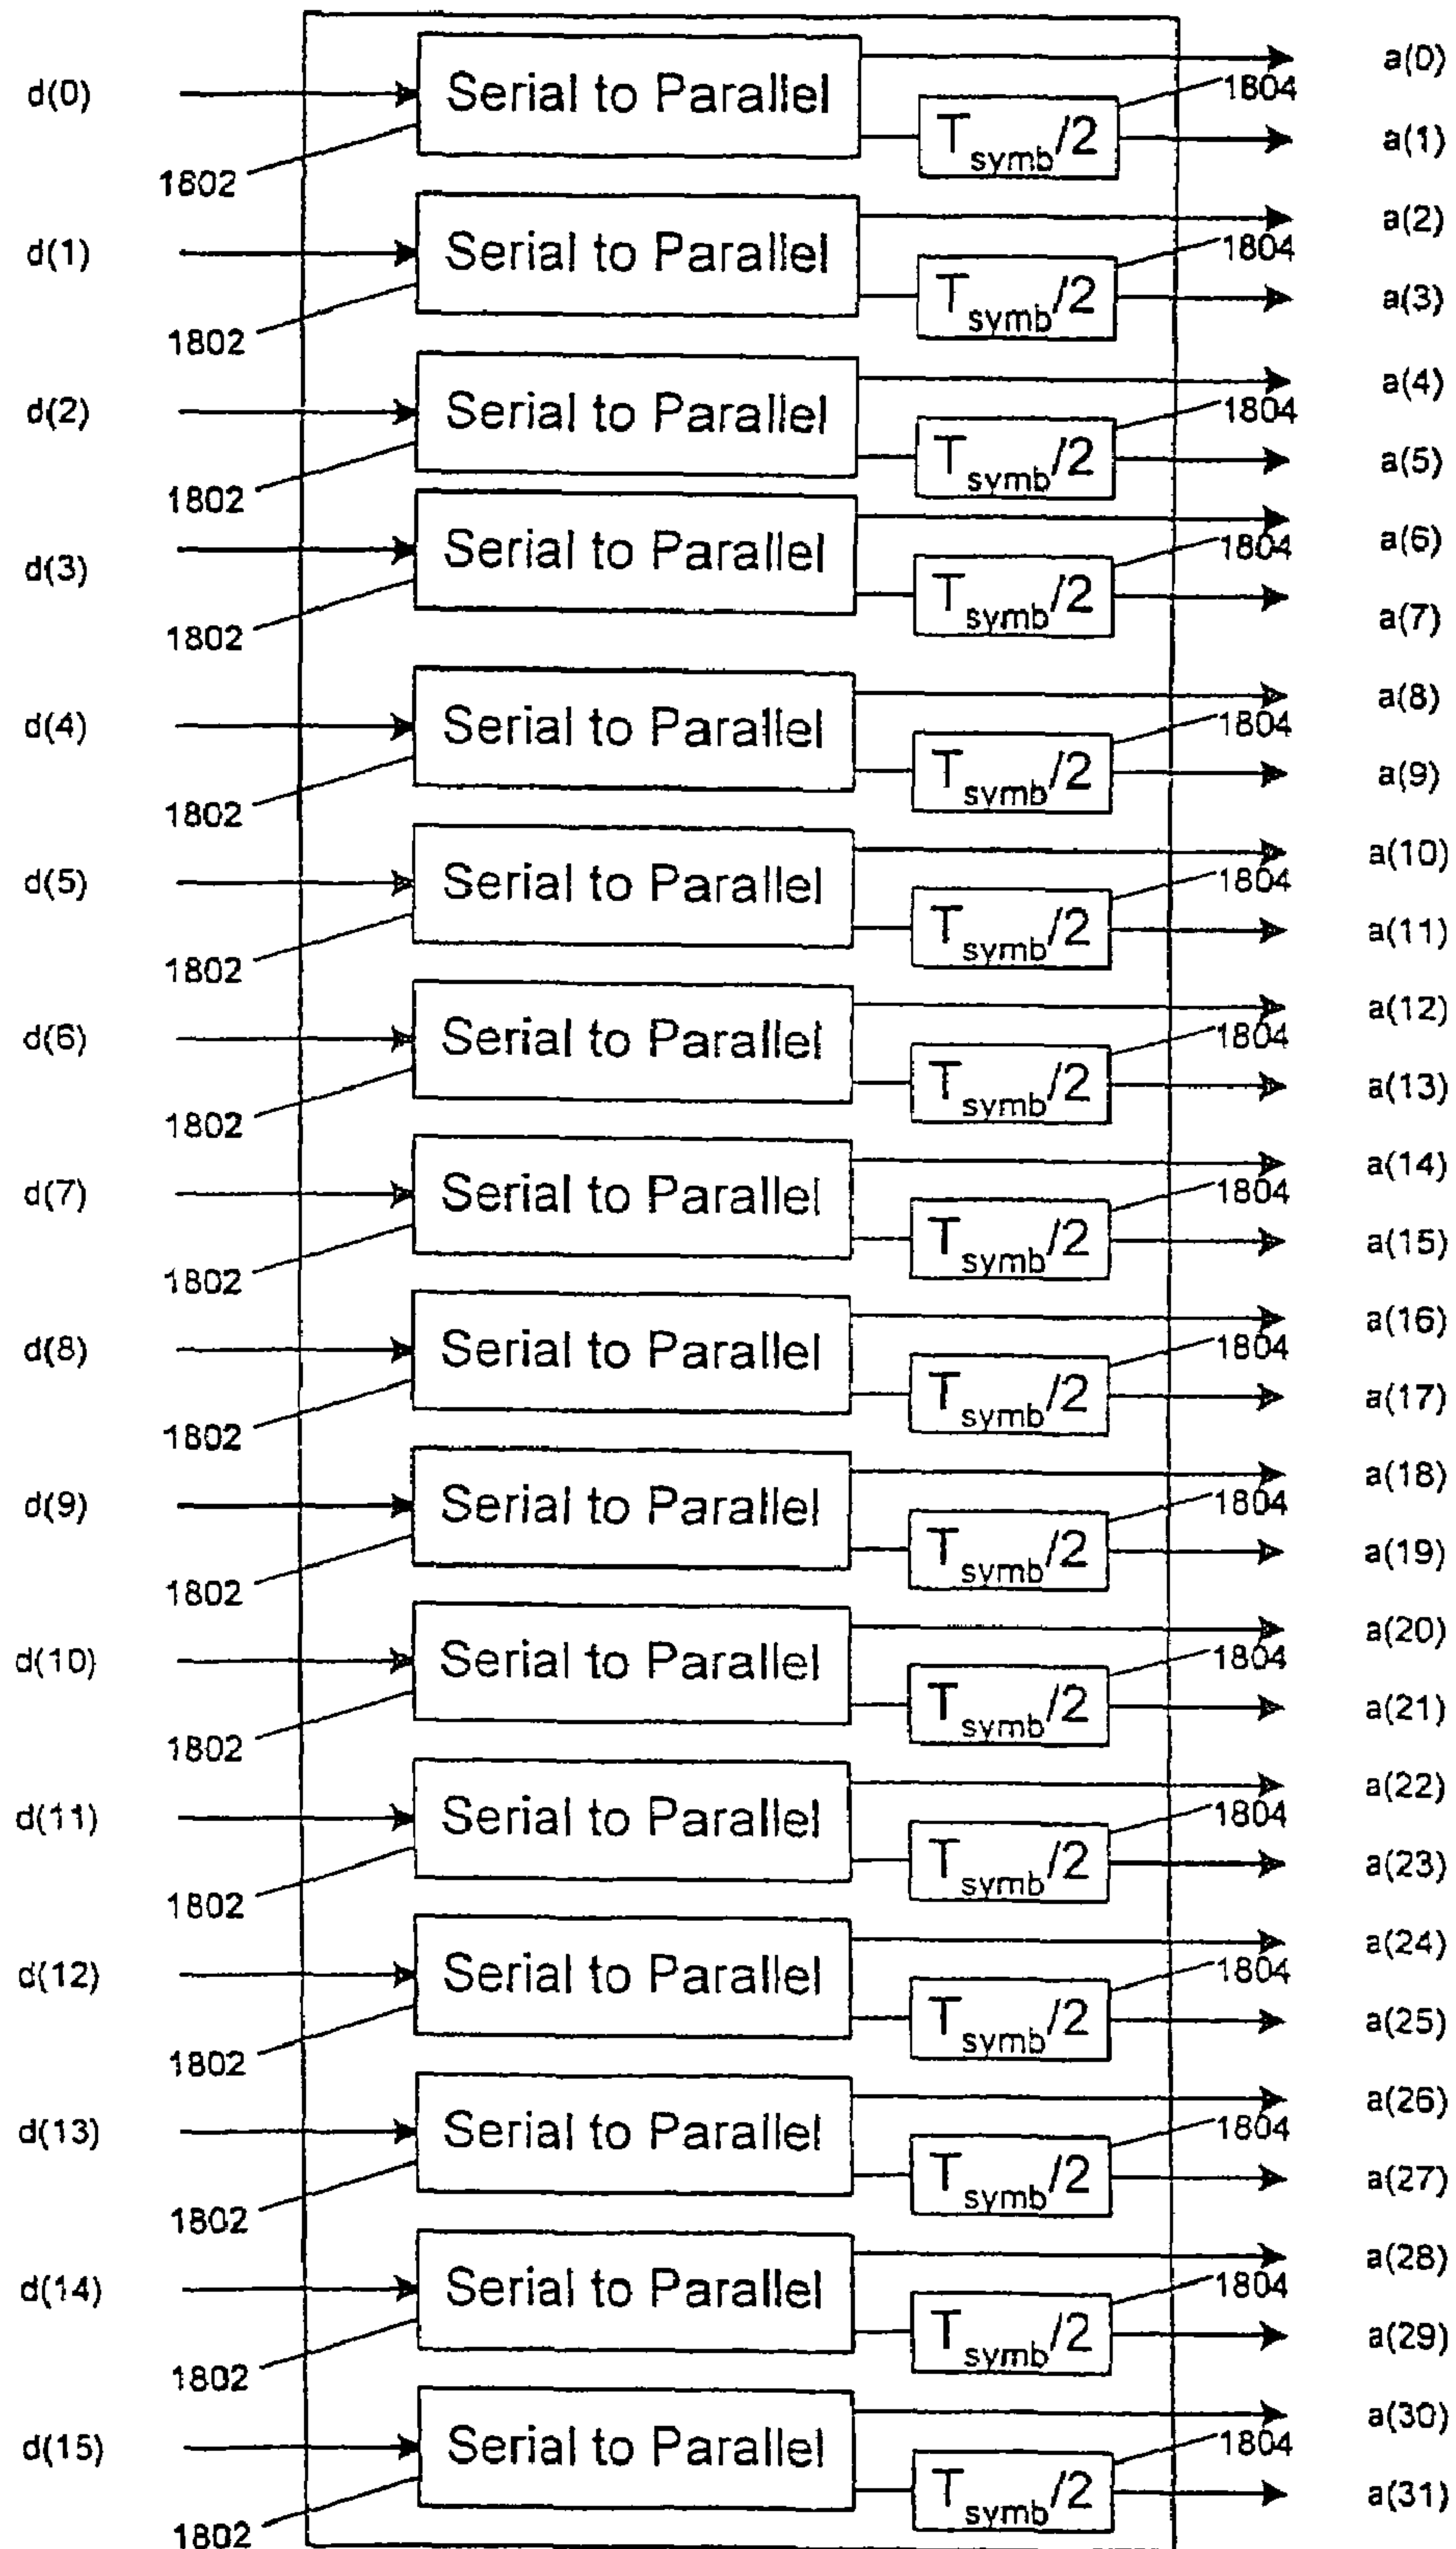 d(0) Serial to Parallel a(0)
1804
T symb/2 a(1)
1802
d(1) Serial to Parallel a(2)
1804
T symb/2 a(3)
1802
d(2) Serial to Parallel a(4)
1804
T symb/2 a(5)
1802
d(3) Serial to Parallel a(6)
1804
T symb/2 a(7)
1802
d(4) Serial to Parallel a(8)
1804
T symb/2 a(9)
1802
d(5) Serial to Parallel a(10)
1804
T symb/2 a(11)
1802
d(6) Serial to Parallel a(12)
1804
T symb/2 a(13)
1802
d(7) Serial to Parallel a(14)
1804
T symb/2 a(15)
1802
d(8) Serial to Parallel a(16)
1804
T symb/2 a(17)
1802
d(9) Serial to Parallel a(18)
1804
T symb/2 a(19)
1802
d(10) Serial to Parallel a(20)
1804
T symb/2 a(21)
1802
d(11) Serial to Parallel a(22)
1804
T symb/2 a(23)
1802
d(12) Serial to Parallel a(24)
1804
T symb/2 a(25)
1802
d(13) Serial to Parallel a(26)
1804
T symb/2 a(27)
1802
d(14) Serial to Parallel a(28)
1804
T symb/2 a(29)
1802
d(15) Serial to Parallel a(30)
1804
T symb/2 a(31)
1802